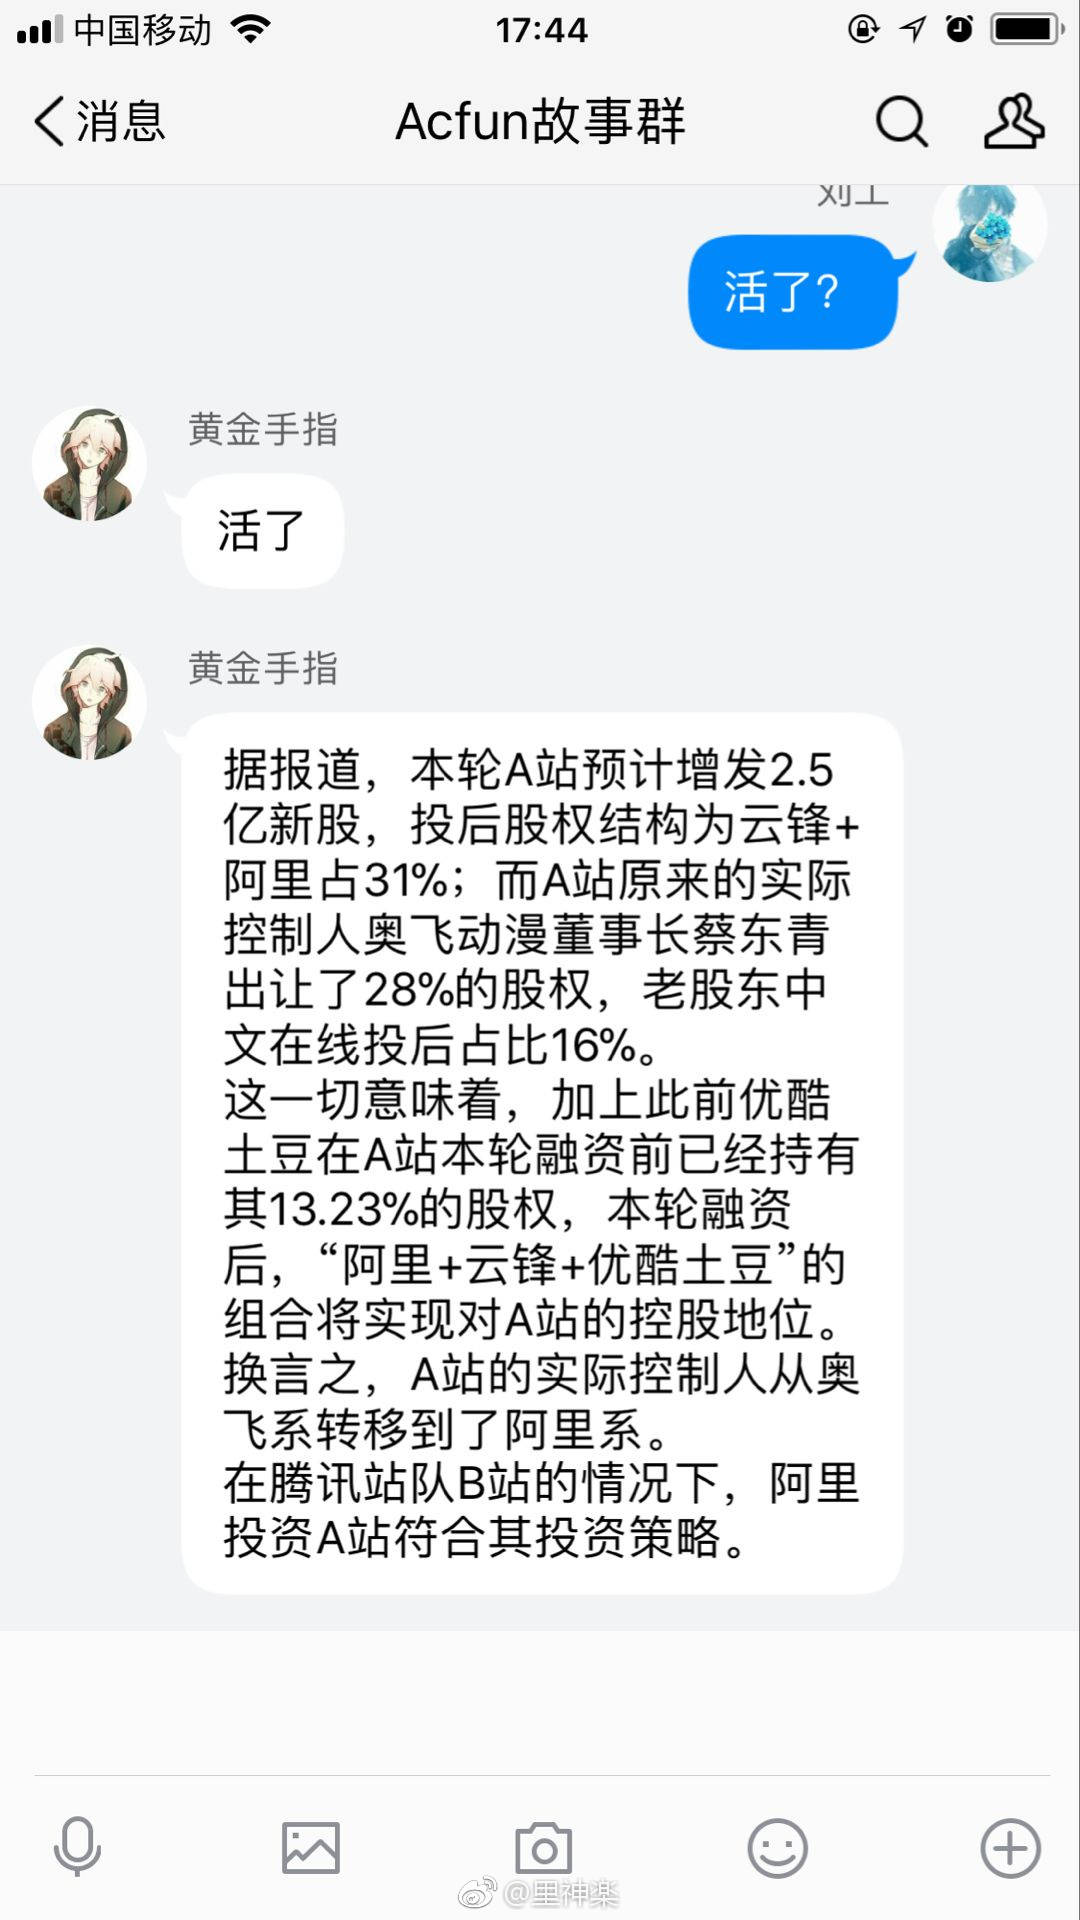 中国移动
17:44
消息
Acfun故事群
活了?
黄金手指
活了
黄金手指
据报道，本轮A站预计增发2.5
亿新股，投后股权结构为云锋+
阿里占31%；而A站原来的实际
控制人奥飞动漫董事长蔡东青
出让了28%的股权，老股东中
文在线投后占比16%。
这一切意味着，加上此前优酷
土豆在A站本轮融资前已经持有
其13.23%的股权，本轮融资
后，“阿里+云锋+优酷土豆”的
组合将实现对A站的控股地位。
换言之，A站的实际控制人从奥
飞系转移到了阿里系。
在腾讯站队B站的情况下，阿里
投资A站符合其投资策略。
@里神楽